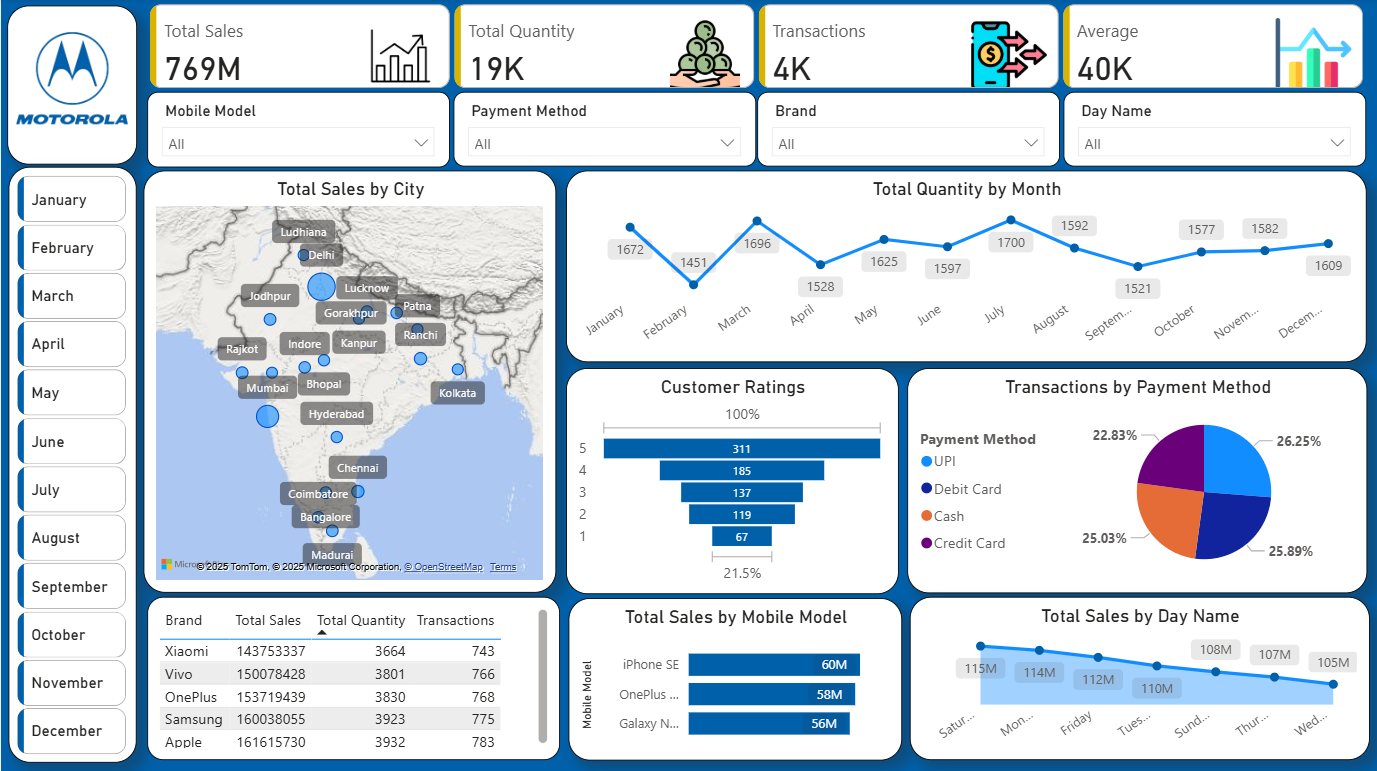 MOTOROLA
Total Sales
769M
Total Quantity
19K
Transactions
4K
Average
40K
Mobile Model
All
Payment Method
All
Brand
All
Day Name
All
January
February
March
April
May
June
July
August
September
October
November
December
Total Sales by City
Ludhiana
Delhi
Lucknow
Jodhpur
Gorakhpur
Patna
Ranchi
Kanpur
Indore
Rajkot
Bhopal
Mumbai
Kolkata
Hyderabad
Chennai
Coimbatore
Bangalore
Madurai
© 2025 TomTom, © 2025 Microsoft Corporation, © OpenStreetMap Terms
Total Quantity by Month
1672
1451
1696
1528
1625
1597
1700
1592
1521
1577
1582
1609
January
February
March
April
May
June
July
August
Septem...
October
Novem...
Decem...
Customer Ratings
100%
5 311
4 185
3 137
2 119
1 67
21.5%
Transactions by Payment Method
Payment Method
UPI
Debit Card
Cash
Credit Card
22.83%
26.25%
25.03%
25.89%
Brand Total Sales Total Quantity Transactions
Xiaomi 143753337 3664 743
Vivo 150078428 3801 766
OnePlus 153719439 3830 768
Samsung 160038055 3923 775
Apple 161615730 3932 783
Total Sales by Mobile Model
Mobile Model
iPhone SE 60M
OnePlus ... 58M
Galaxy N... 56M
Total Sales by Day Name
115M
114M
112M
110M
108M
107M
105M
Satur...
Mon...
Friday
Tues...
Sund...
Thur...
Wed...